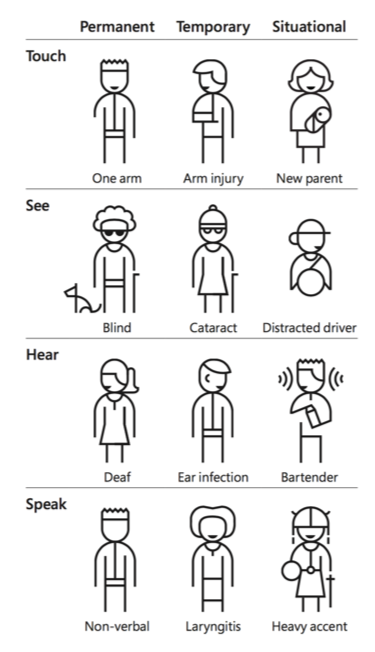 Permanent Temporary Situational
Touch
One arm Arm injury New parent
See
Blind Cataract Distracted driver
Hear
Deaf Ear infection Bartender
Speak
Non-verbal Laryngitis Heavy accent